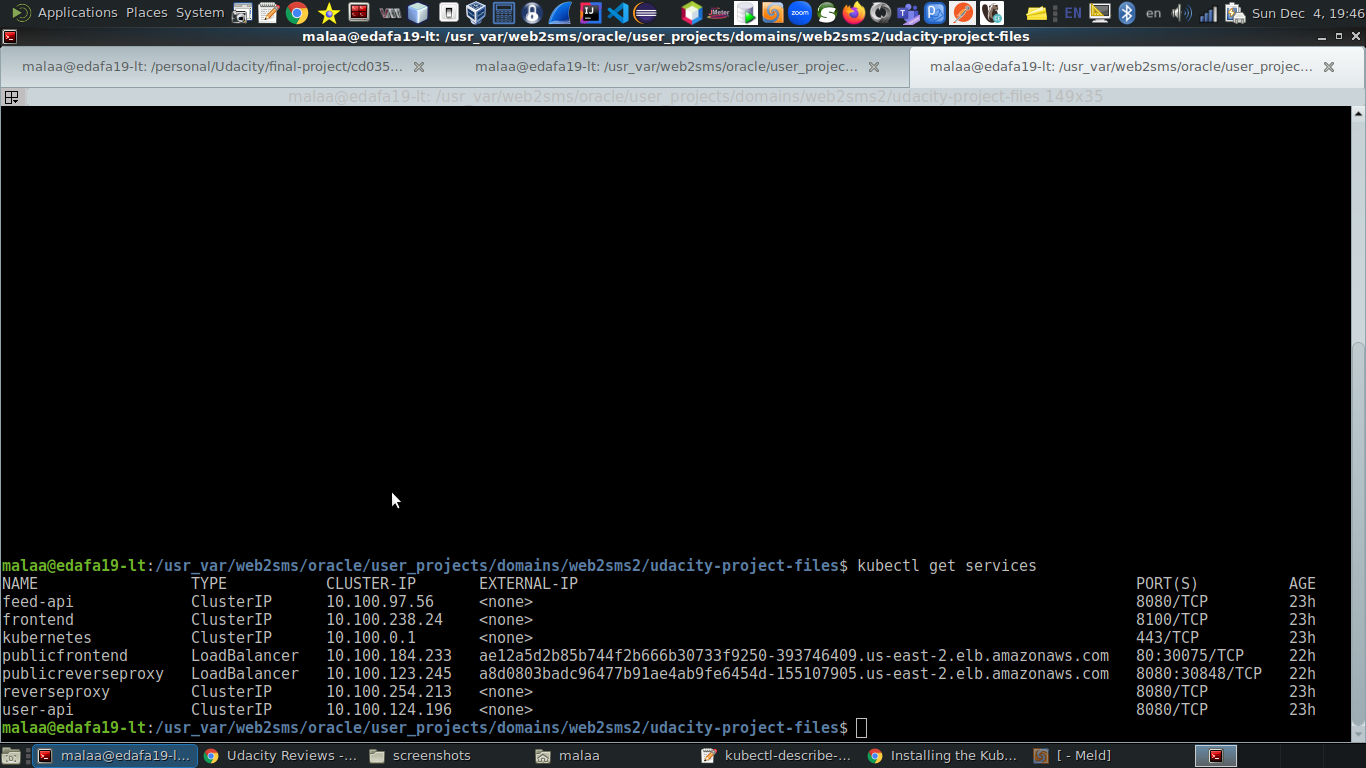 Applications Places System EN en Sun Dec 4, 19:46
malaa@edafa19-lt: /usr_var/web2sms/oracle/user_projects/domains/web2sms2/udacity-project-files
malaa@edafa19-lt: /personal/Udacity/final-project/cd035... malaa@edafa19-lt: /usr_var/web2sms/oracle/user_projec... malaa@edafa19-lt: /usr_var/web2sms/oracle/user_projec...
malaa@edafa19-lt: /usr_var/web2sms/oracle/user_projects/domains/web2sms2/udacity-project-files 149x35
malaa@edafa19-lt:/usr_var/web2sms/oracle/user_projects/domains/web2sms2/udacity-project-files$ kubectl get services
NAME TYPE CLUSTER-IP EXTERNAL-IP PORT(S) AGE
feed-api ClusterIP 10.100.97.56 <none> 8080/TCP 23h
frontend ClusterIP 10.100.238.24 <none> 8100/TCP 23h
kubernetes ClusterIP 10.100.0.1 <none> 443/TCP 23h
publicfrontend LoadBalancer 10.100.184.233 ae12a5d2b85b744f2b666b30733f9250-393746409.us-east-2.elb.amazonaws.com 80:30075/TCP 22h
publicreverseproxy LoadBalancer 10.100.123.245 a8d0803badc96477b91ae4ab9fe6454d-155107905.us-east-2.elb.amazonaws.com 8080:30848/TCP 22h
reverseproxy ClusterIP 10.100.254.213 <none> 8080/TCP 23h
user-api ClusterIP 10.100.124.196 <none> 8080/TCP 23h
malaa@edafa19-lt:/usr_var/web2sms/oracle/user_projects/domains/web2sms2/udacity-project-files$
malaa@edafa19-l... Udacity Reviews -... screenshots malaa kubectl-describe-... Installing the Kub... [ - Meld]